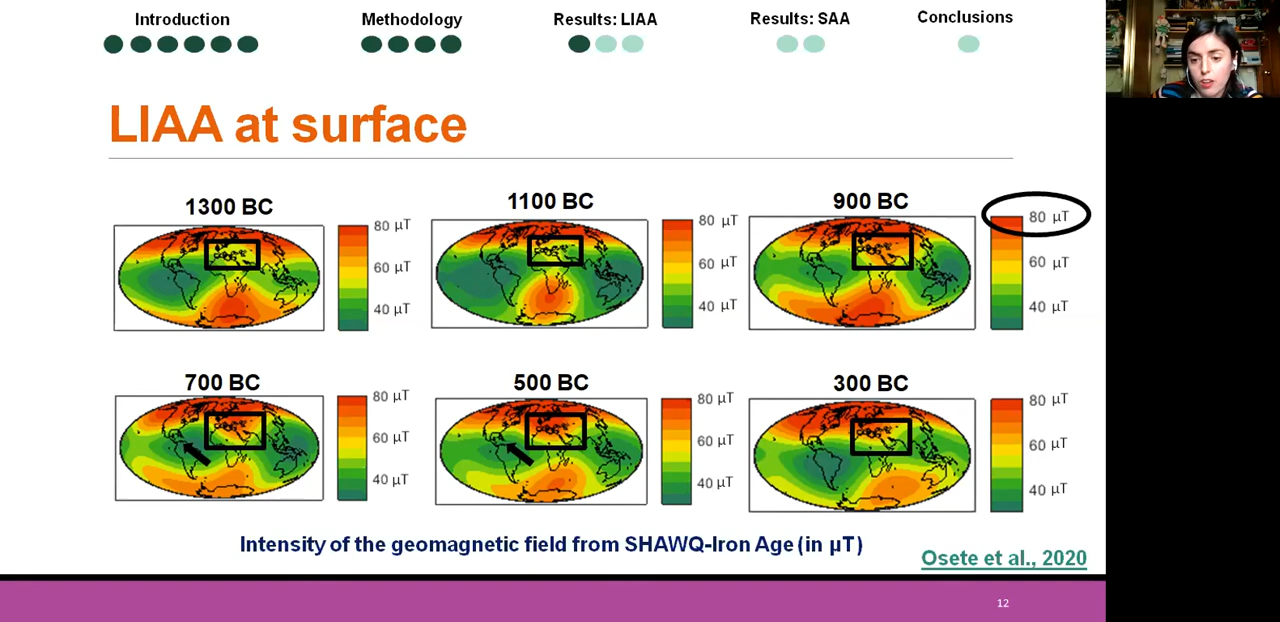 Introduction
Methodology
Results: LIAA
Results: SAA
Conclusions
LIAA at surface
1300 BC
80 µT
60 µT
40 µT
1100 BC
80 µT
60 µT
40 µT
900 BC
80 µT
60 µT
40 µT
700 BC
80 µT
60 µT
40 µT
500 BC
80 µT
60 µT
40 µT
300 BC
80 µT
60 µT
40 µT
Intensity of the geomagnetic field from SHAWQ-Iron Age (in µT)
Osete et al., 2020
12